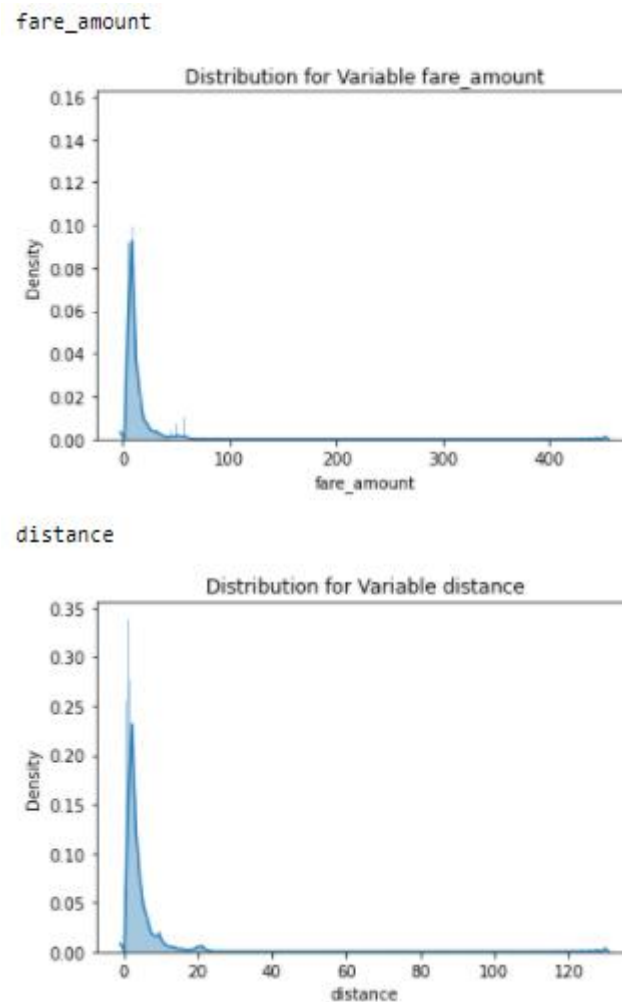 fare_amount
Distribution for Variable fare_amount
0.16
0.14
0.12
0.10
0.08
0.06
0.04
0.02
0.00
Density
0 100 200 300 400
fare_amount
distance
Distribution for Variable distance
0.35
0.30
0.25
0.20
0.15
0.10
0.05
0.00
Density
0 20 40 60 80 100 120
distance